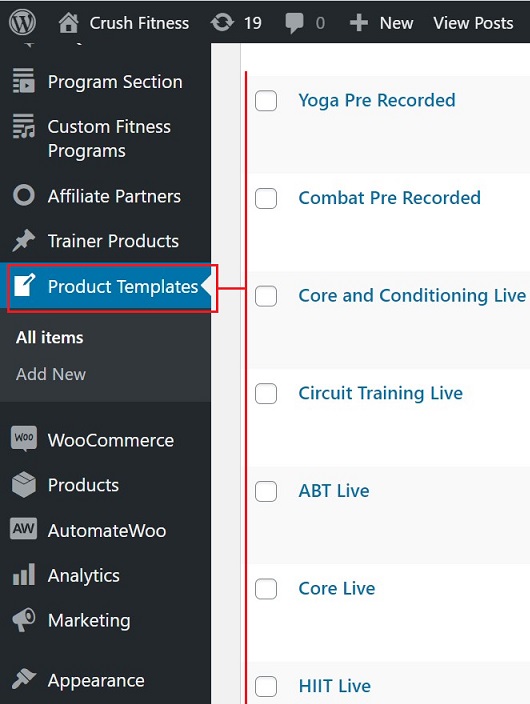 Crush Fitness 19 0 New View Posts
Program Section
Custom Fitness
Programs
Affiliate Partners
Trainer Products
Product Templates
All items
Add New
Woo WooCommerce
Products
AW AutomateWoo
Analytics
Marketing
Appearance
Yoga Pre Recorded
Combat Pre Recorded
Core and Conditioning Live
Circuit Training Live
ABT Live
Core Live
HIIT Live